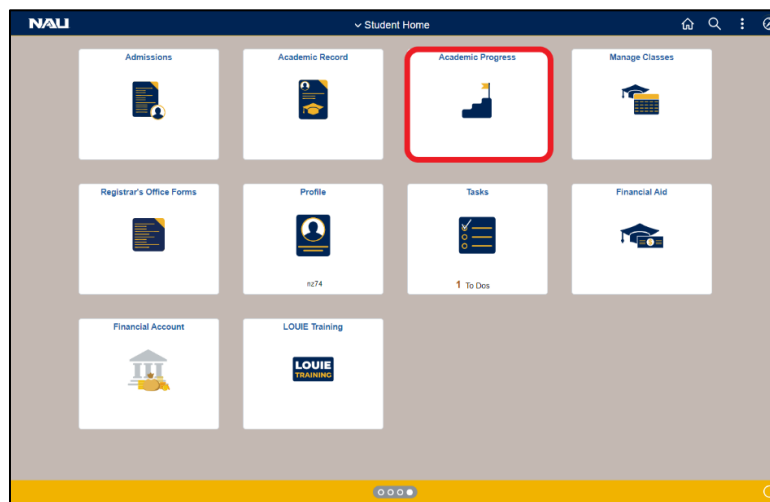 NAU
Student Home
Admissions
Academic Record
Academic Progress
Manage Classes
Registrar's Office Forms
Profile
Tasks
Financial Aid
nz74
1 To Dos
Financial Account
LOUIE Training
LOUIE
TRAINING